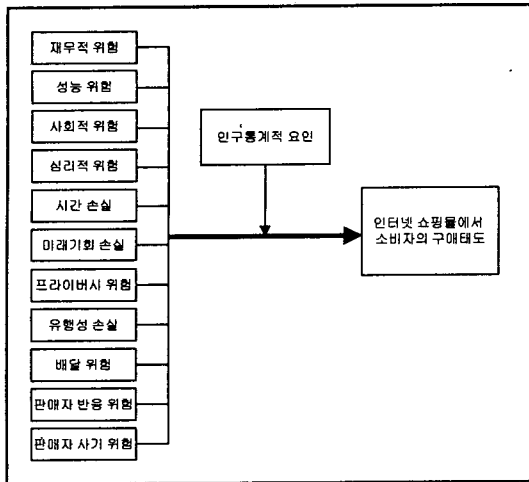 재무적 위험
성능 위험
사회적 위험
심리적 위험
시간 손실
미래기회 손실
프라이버시 위험
유행성 손실
배달 위험
판매자 반응 위험
판매자 사기 위험
인구통계적 요인
인터넷 쇼핑몰에서
소비자의 구매태도